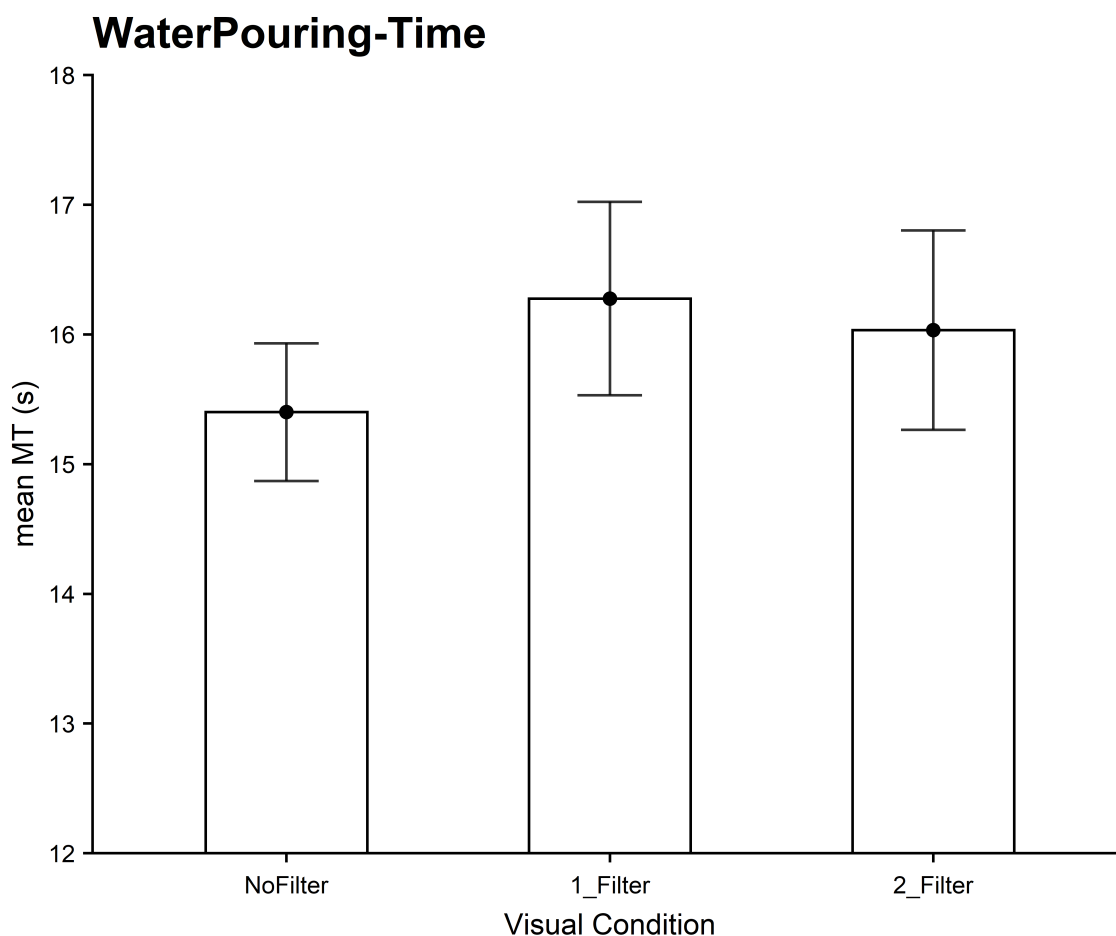 WaterPouring-Time
18
17
16
15
14
13
12
mean MT (s)
NoFilter
1_Filter
2_Filter
Visual Condition